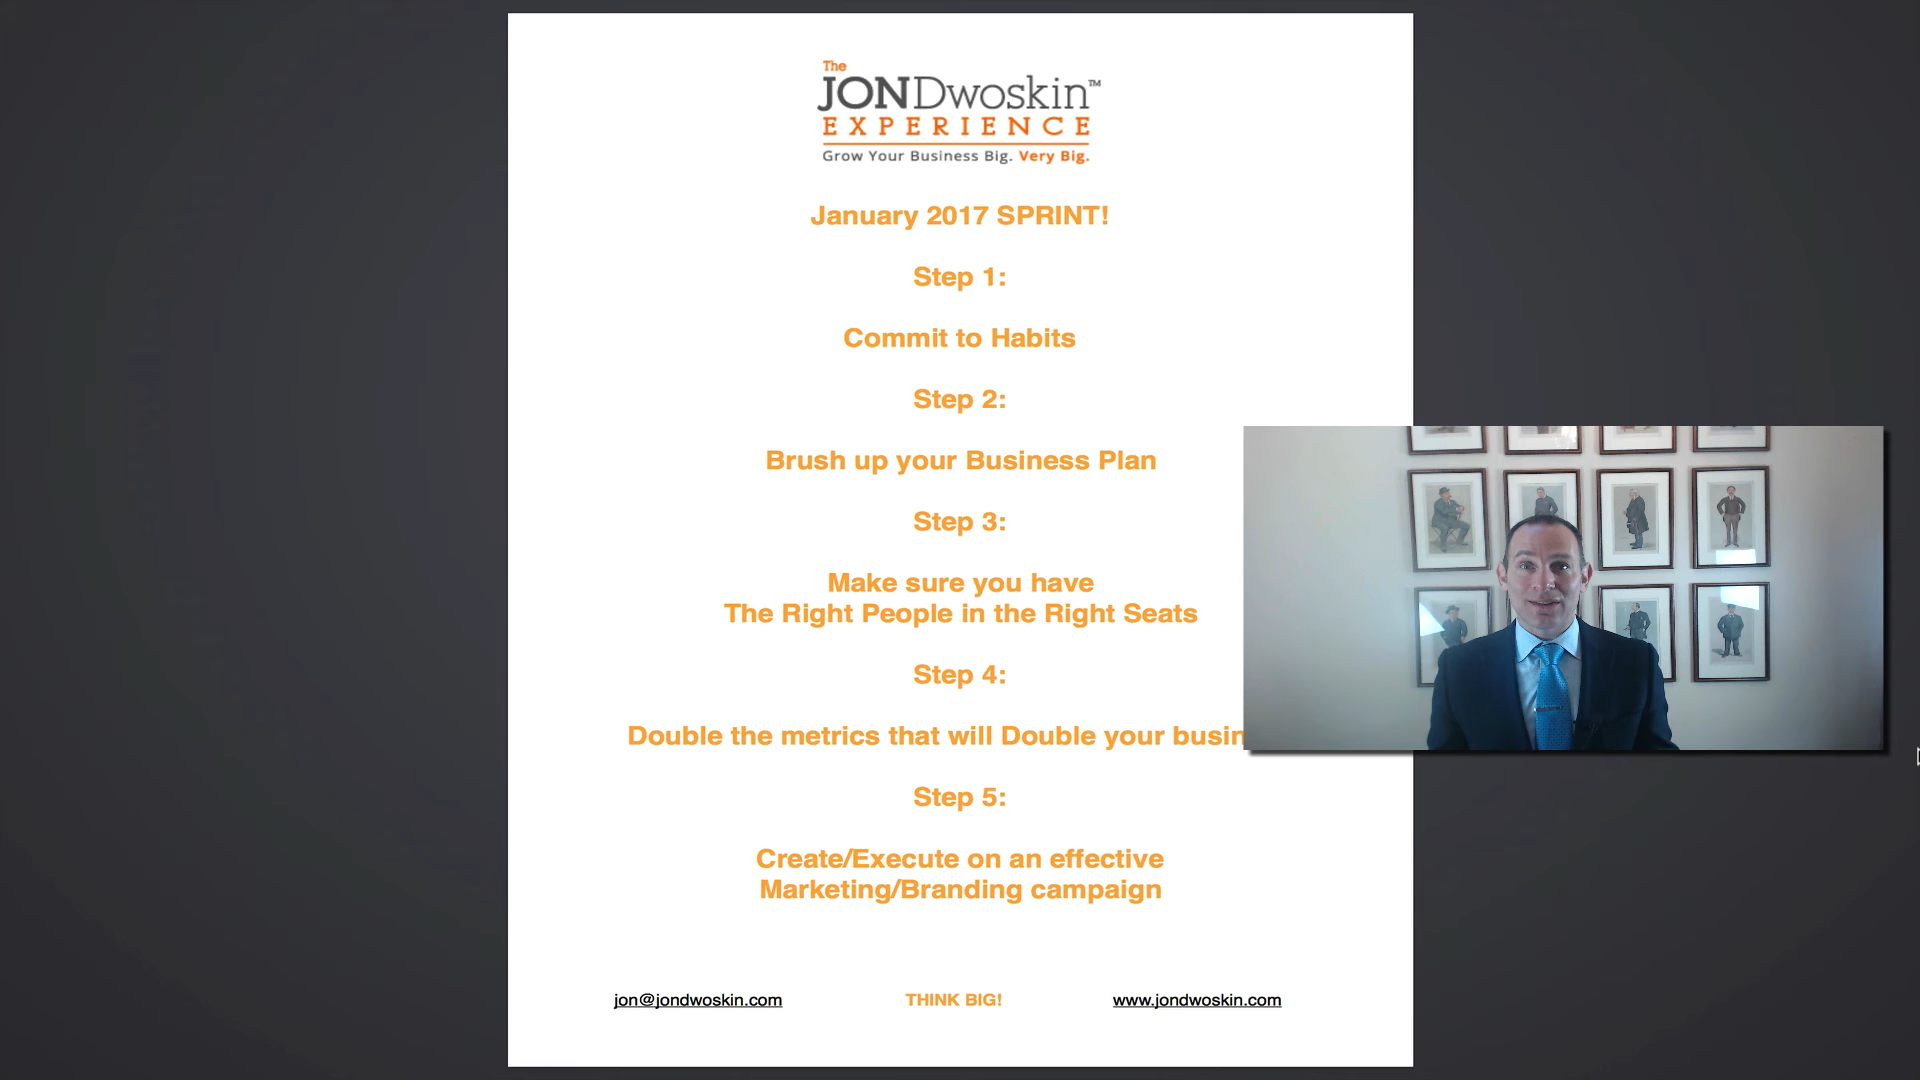 The
JONDwoskin™
EXPERIENCE
Grow Your Business Big. Very Big.
January 2017 SPRINT!
Step 1:
Commit to Habits
Step 2:
Brush up your Business Plan
Step 3:
Make sure you have
The Right People in the Right Seats
Step 4:
Double the metrics that will Double your busin
Step 5:
Create/Execute on an effective
Marketing/Branding campaign
jon@jondwoskin.com THINK BIG! www.jondwoskin.com